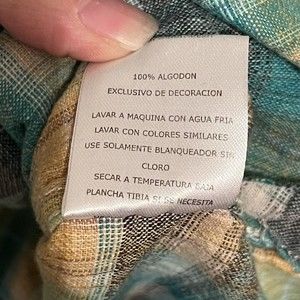 100% ALGODON
EXCLUSIVO DE DECORACION
LAVAR A MAQUINA CON AGUA FRIA
LAVAR CON COLORES SIMILARES
USE SOLAMENTE BLANQUEADOR SIN
CLORO
SECAR A TEMPERATURA BAJA
PLANCHA TIBIA SI SE NECESITA